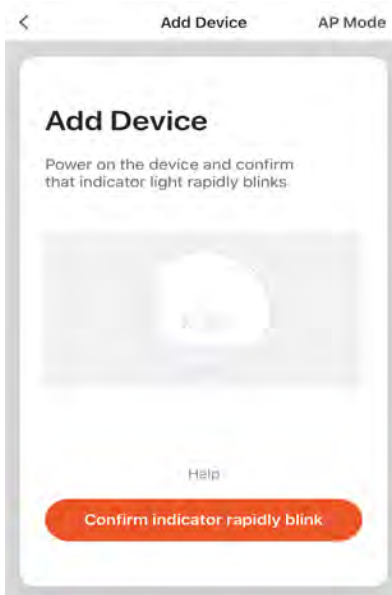 Add Device
AP Mode
Add Device
Power on the device and confirm
that indicator light rapidly blinks
Help
Confirm indicator rapidly blink